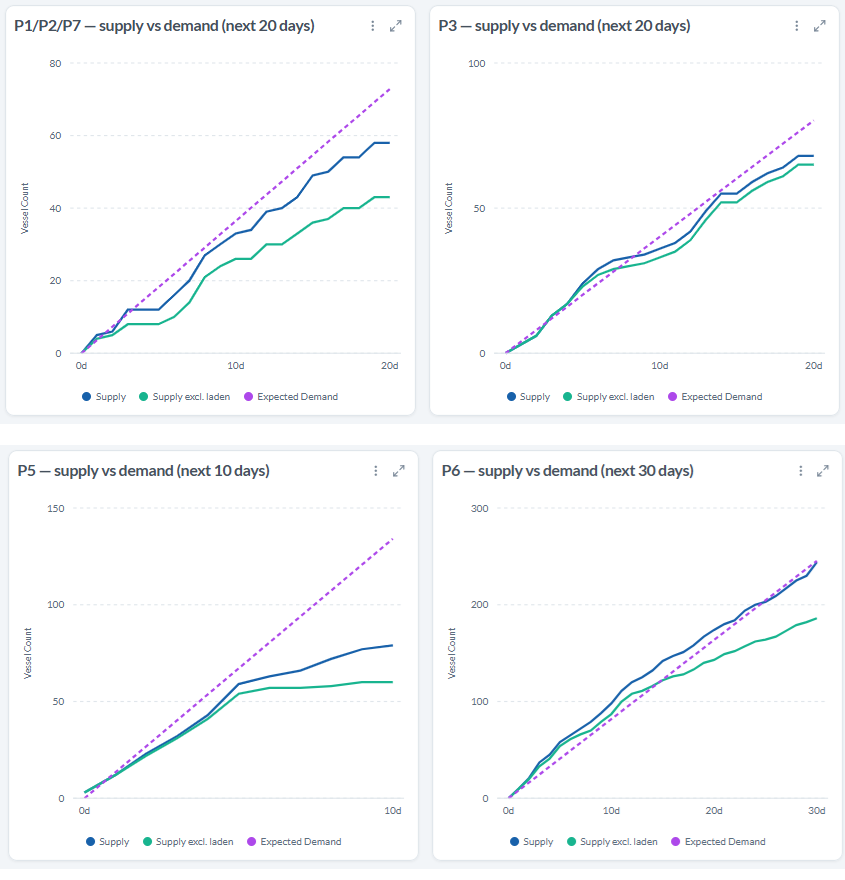 P1/P2/P7 — supply vs demand (next 20 days)
80
60
40
20
0
Vessel Count
0d
10d
20d
Supply
Supply excl. laden
Expected Demand
P3 — supply vs demand (next 20 days)
100
50
0
Vessel Count
0d
10d
20d
Supply
Supply excl. laden
Expected Demand
P5 — supply vs demand (next 10 days)
150
100
50
0
Vessel Count
0d
10d
Supply
Supply excl. laden
Expected Demand
P6 — supply vs demand (next 30 days)
300
200
100
0
Vessel Count
0d
10d
20d
30d
Supply
Supply excl. laden
Expected Demand